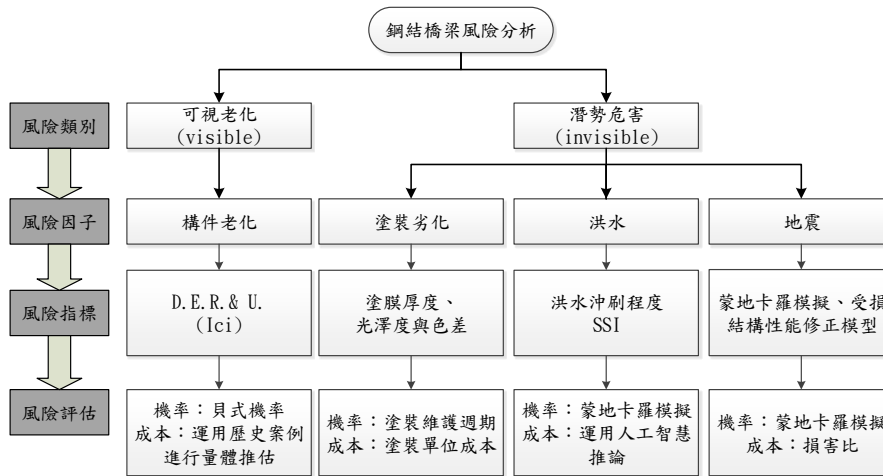 鋼結橋梁風險分析
風險類別
可視老化
(visible)
潛勢危害
(invisible)
風險因子
構件老化
塗裝劣化
洪水
地震
風險指標
D.E.R.& U.
(Ici)
塗膜厚度、
光澤度與色差
洪水沖刷程度
SSI
蒙地卡羅模擬、受損
結構性能修正模型
風險評估
機率：貝式機率
成本：運用歷史案例
進行量體推估
機率：塗裝維護週期
成本：塗裝單位成本
機率：蒙地卡羅模擬
成本：運用人工智慧
推論
機率：蒙地卡羅模擬
成本：損害比